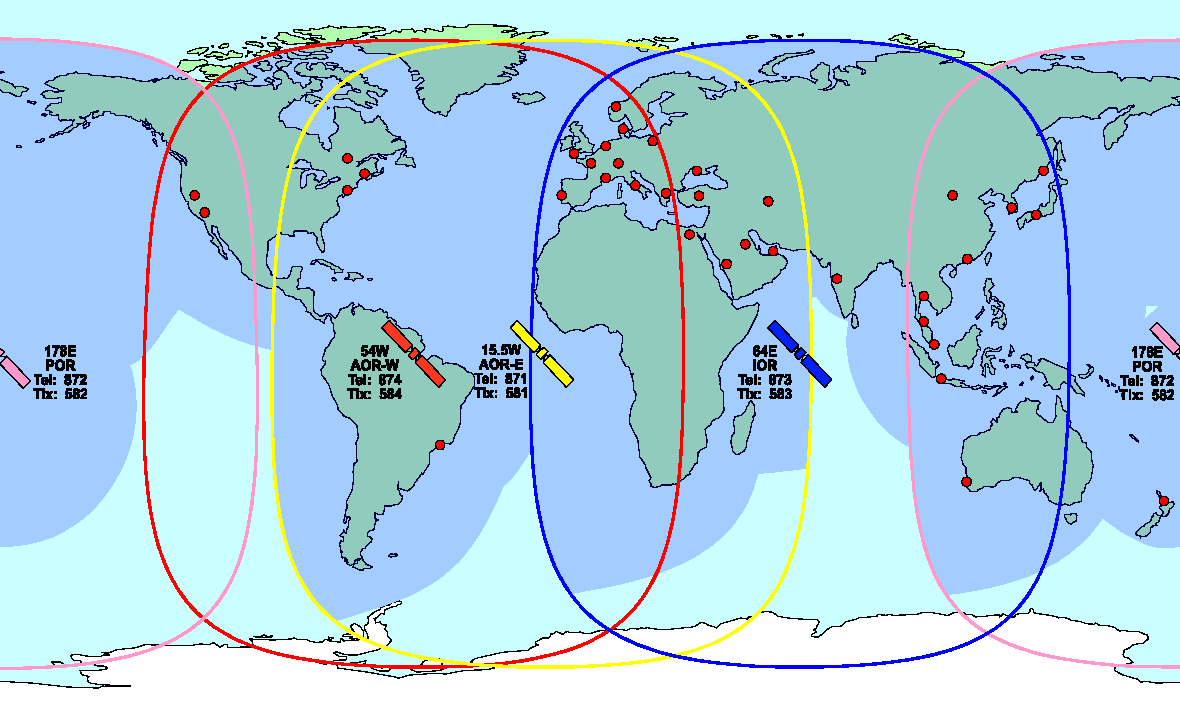 178E
POR
Tel: 872
Tlx: 582
54W
AOR-W
Tel: 874
Tlx: 584
15.5W
AOR-E
Tel: 871
Tlx: 581
64E
IOR
Tel: 873
Tlx: 583
178E
POR
Tel: 872
Tlx: 582